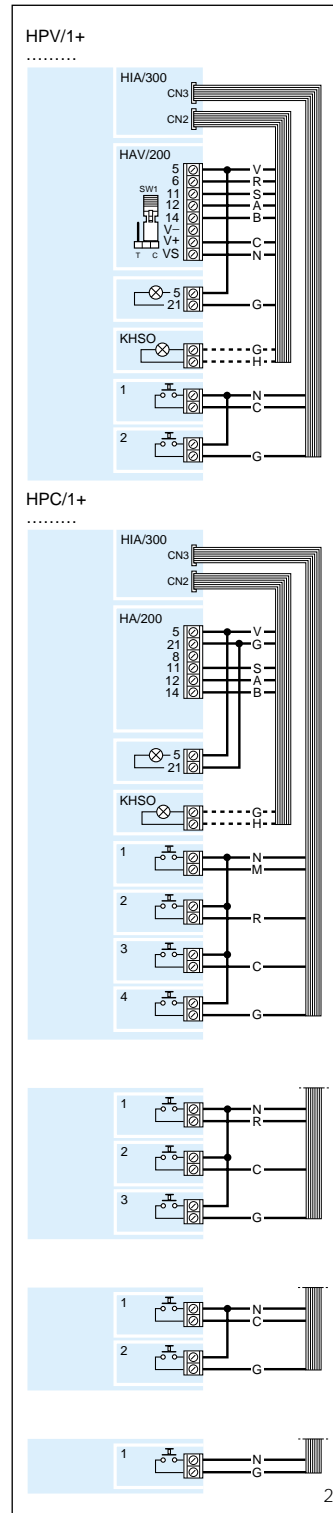 HPV/1+
.........
HIA/300
CN3
CN2
HAV/200
5 V
6 R
SW1
11 S
12 A
14 B
V–
V+ C
T C VS N
5
21 G
KHSO
G
H
1 N
C
2
G
HPC/1+
.........
HIA/300
CN3
CN2
HA/200
5 V
21 G
8
11 S
12 A
14 B
5
21
KHSO
G
H
1 N
M
2
R
3
C
4
G
1 N
R
2
C
3
G
1 N
C
2
G
1 N
G
2